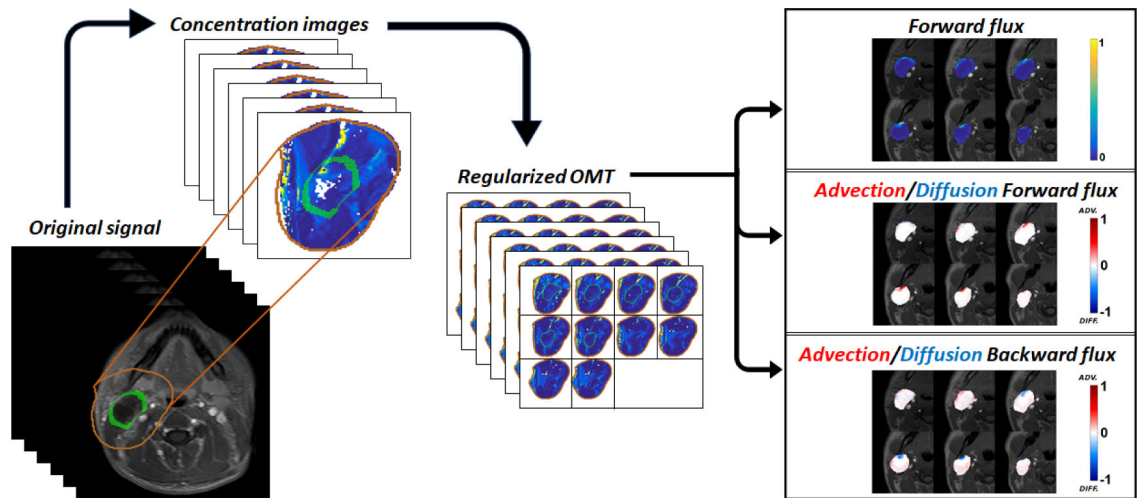 Concentration images
Original signal
Regularized OMT
Forward flux
1
0
Advection/Diffusion Forward flux
ADV.
1
0
-1
DIFF.
Advection/Diffusion Backward flux
ADV.
1
0
-1
DIFF.